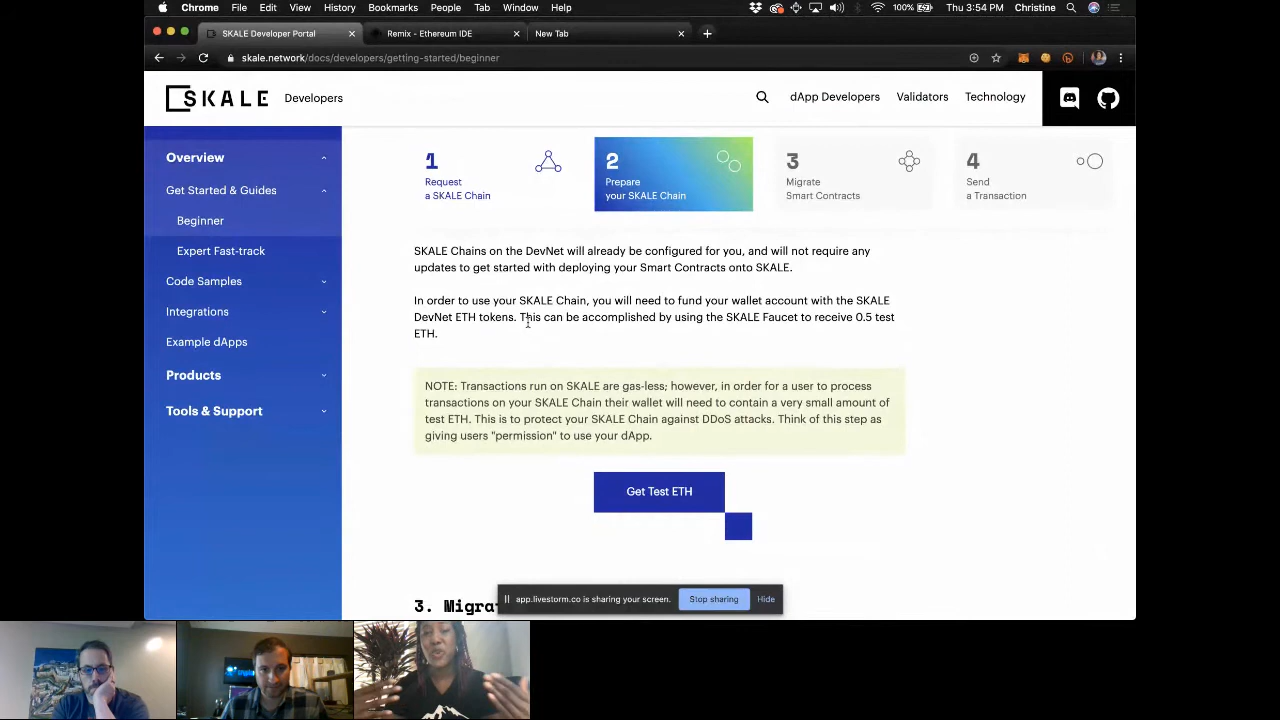 Chrome File Edit View History Bookmarks People Tab Window Help 100% Thu 3:54 PM Christine
SKALE Developer Portal Remix - Ethereum IDE New Tab
skale.network/docs/developers/getting-started/beginner
SKALE Developers dApp Developers Validators Technology
Overview
Get Started & Guides
Beginner
Expert Fast-track
Code Samples
Integrations
Example dApps
Products
Tools & Support
1
Request
a SKALE Chain
2
Prepare
your SKALE Chain
3
Migrate
Smart Contracts
4
Send
a Transaction
SKALE Chains on the DevNet will already be configured for you, and will not require any
updates to get started with deploying your Smart Contracts onto SKALE.
In order to use your SKALE Chain, you will need to fund your wallet account with the SKALE
DevNet ETH tokens. This can be accomplished by using the SKALE Faucet to receive 0.5 test
ETH.
NOTE: Transactions run on SKALE are gas-less; however, in order for a user to process
transactions on your SKALE Chain their wallet will need to contain a very small amount of
test ETH. This is to protect your SKALE Chain against DDoS attacks. Think of this step as
giving users "permission" to use your dApp.
Get Test ETH
app.livestorm.co is sharing your screen. Stop sharing Hide
3. Migra